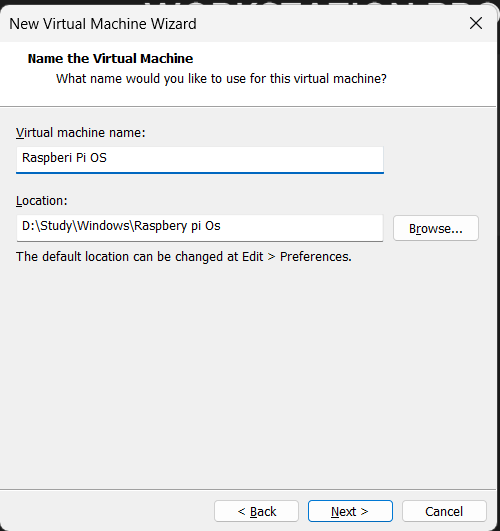 WORKSTATION PRO
New Virtual Machine Wizard
Name the Virtual Machine
What name would you like to use for this virtual machine?
Virtual machine name:
Raspberi Pi OS
Location:
D:\Study\Windows\Raspbery pi Os
Browse...
The default location can be changed at Edit > Preferences.
< Back
Next >
Cancel